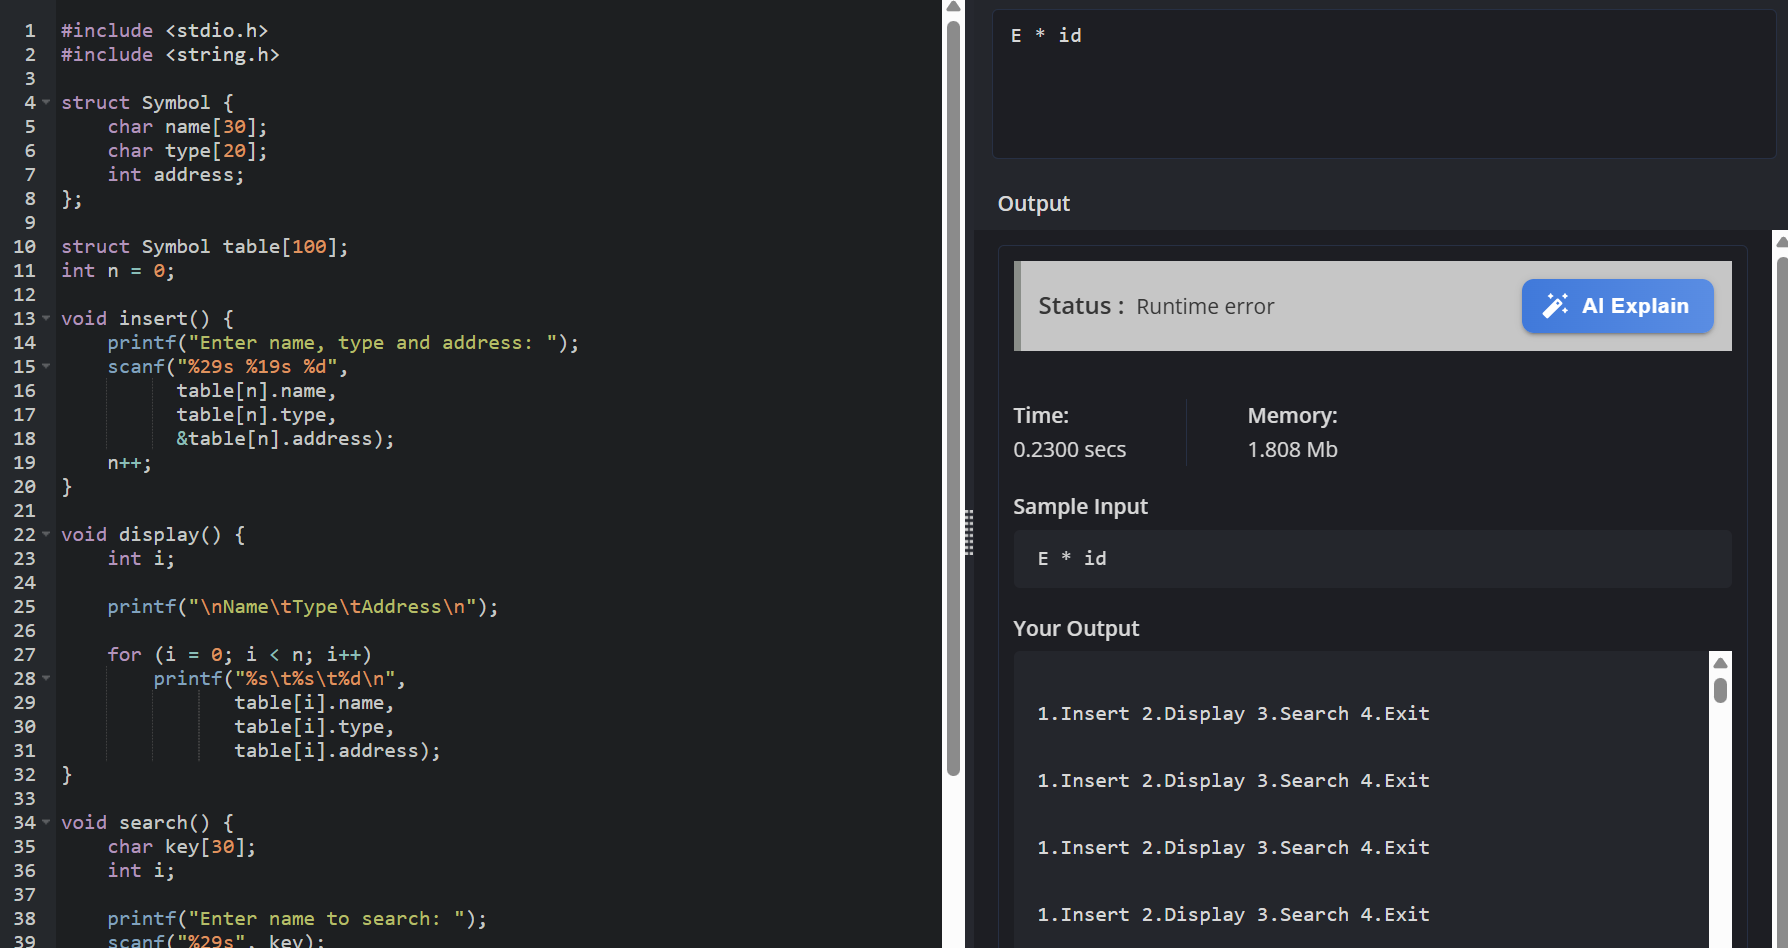 1 #include <stdio.h>
2 #include <string.h>
3
4 struct Symbol {
5     char name[30];
6     char type[20];
7     int address;
8 };
9
10 struct Symbol table[100];
11 int n = 0;
12
13 void insert() {
14     printf("Enter name, type and address: ");
15     scanf("%29s %19s %d",
16           table[n].name,
17           table[n].type,
18           &table[n].address);
19     n++;
20 }
21
22 void display() {
23     int i;
24
25     printf("\nName\tType\tAddress\n");
26
27     for (i = 0; i < n; i++)
28         printf("%s\t%s\t%d\n",
29                table[i].name,
30                table[i].type,
31                table[i].address);
32 }
33
34 void search() {
35     char key[30];
36     int i;
37
38     printf("Enter name to search: ");
39     scanf("%29s", key);
E * id
Output
Status : Runtime error
AI Explain
Time:
0.2300 secs
Memory:
1.808 Mb
Sample Input
E * id
Your Output
1.Insert 2.Display 3.Search 4.Exit
1.Insert 2.Display 3.Search 4.Exit
1.Insert 2.Display 3.Search 4.Exit
1.Insert 2.Display 3.Search 4.Exit